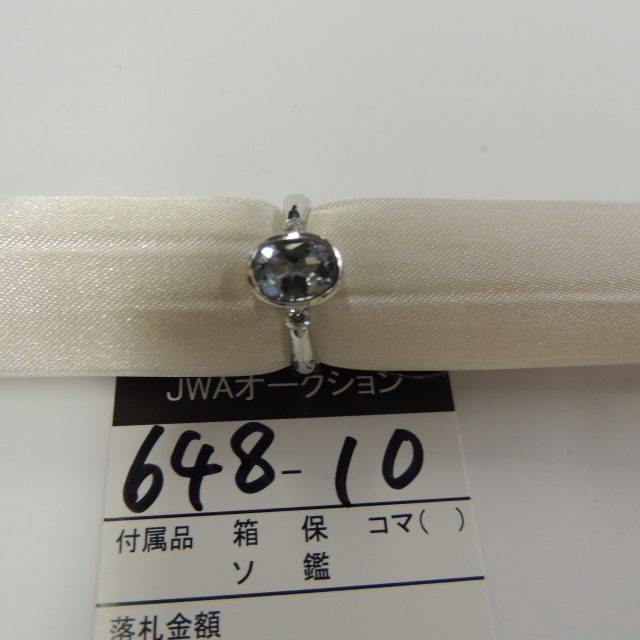 JWAオークション
648-10
付属品 箱 保 コマ( )
ソ 鑑
落札金額